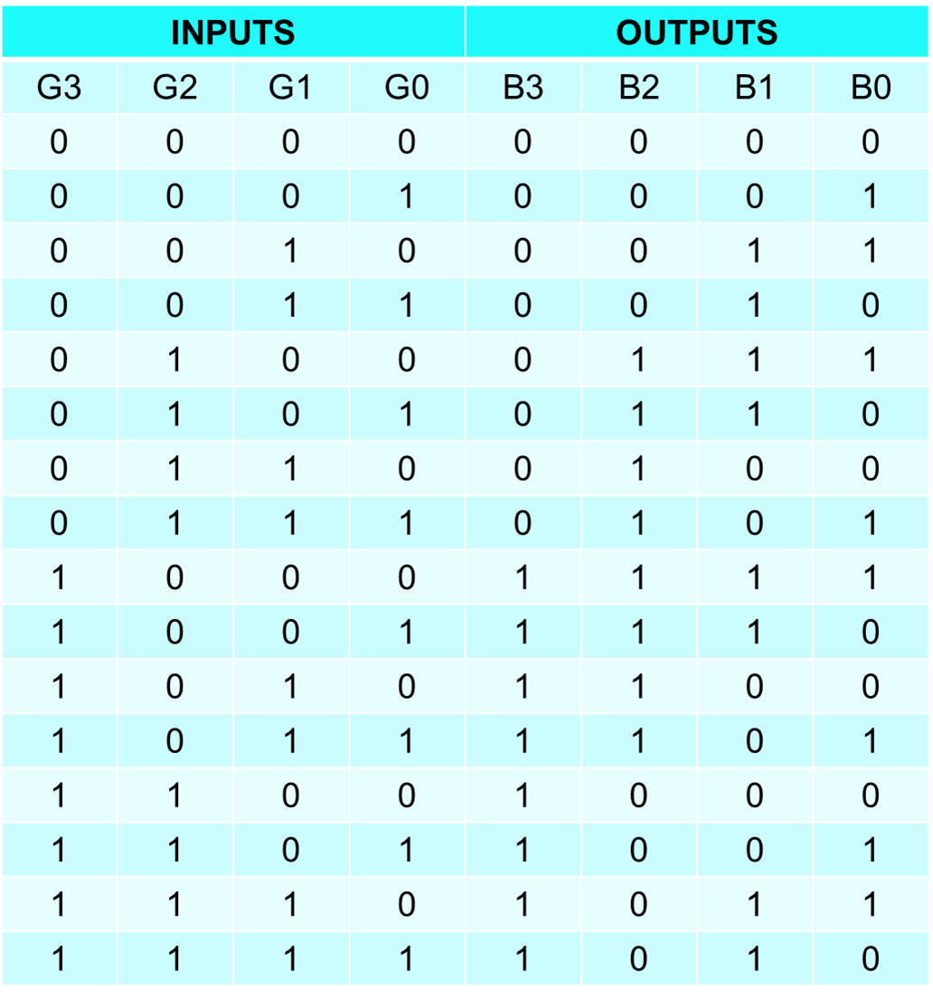 INPUTS OUTPUTS
G3 G2 G1 G0 B3 B2 B1 B0
0 0 0 0 0 0 0 0
0 0 0 1 0 0 0 1
0 0 1 0 0 0 1 1
0 0 1 1 0 0 1 0
0 1 0 0 0 1 1 1
0 1 0 1 0 1 1 0
0 1 1 0 0 1 0 0
0 1 1 1 0 1 0 1
1 0 0 0 1 1 1 1
1 0 0 1 1 1 1 0
1 0 1 0 1 1 0 0
1 0 1 1 1 1 0 1
1 1 0 0 1 0 0 0
1 1 0 1 1 0 0 1
1 1 1 0 1 0 1 1
1 1 1 1 1 0 1 0